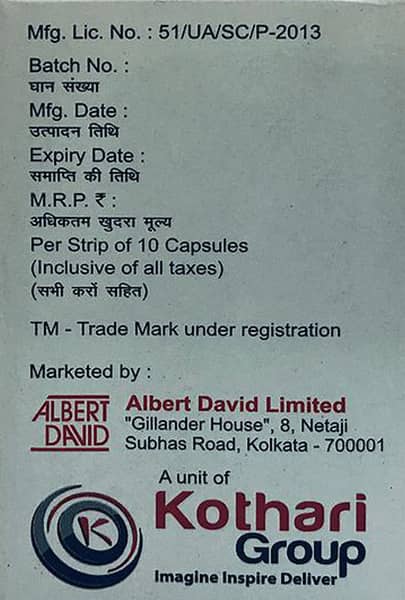 Mfg. Lic. No. : 51/UA/SC/P-2013
Batch No. :
घान संख्या
Mfg. Date :
उत्पादन तिथि
Expiry Date :
समाप्ति की तिथि
M.R.P. ₹ :
अधिकतम खुदरा मूल्य
Per Strip of 10 Capsules
(Inclusive of all taxes)
(सभी करों सहित)
TM - Trade Mark under registration
Marketed by :
ALBERT
DAVID
Albert David Limited
"Gillander House", 8, Netaji
Subhas Road, Kolkata - 700001
A unit of
K
Kothari
Group
Imagine Inspire Deliver